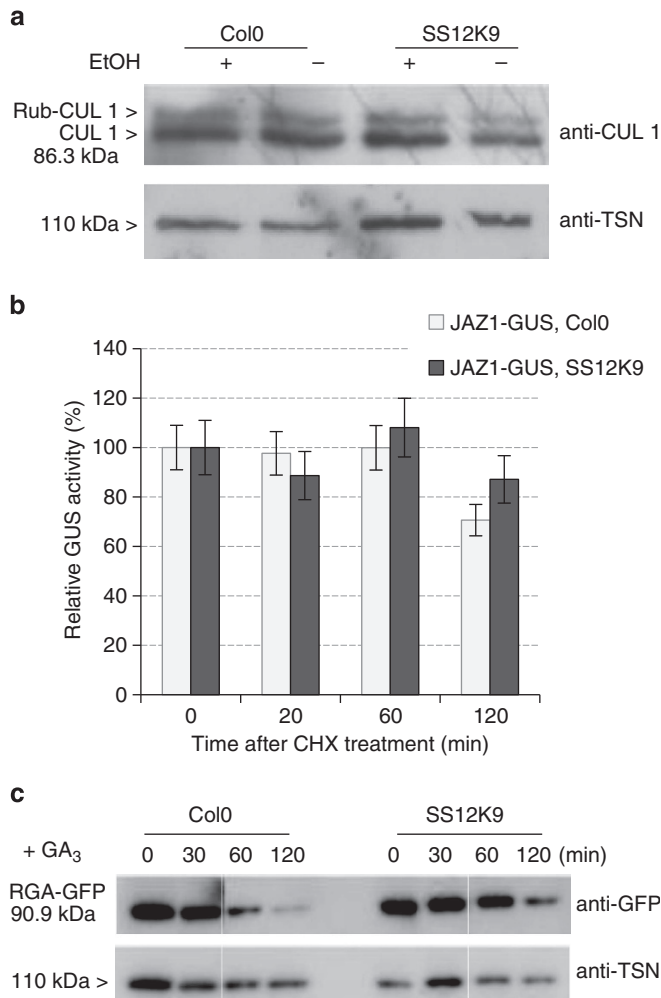 a
Col0 SS12K9
EtOH + – + –
Rub-CUL 1 >
CUL 1 >
86.3 kDa
anti-CUL 1
110 kDa >
anti-TSN
b
JAZ1-GUS, Col0
JAZ1-GUS, SS12K9
Relative GUS activity (%)
140
120
100
80
60
40
20
0
0 20 60 120
Time after CHX treatment (min)
c
Col0 SS12K9
+ GA₃ 0 30 60 120 0 30 60 120 (min)
RGA-GFP
90.9 kDa
anti-GFP
110 kDa >
anti-TSN